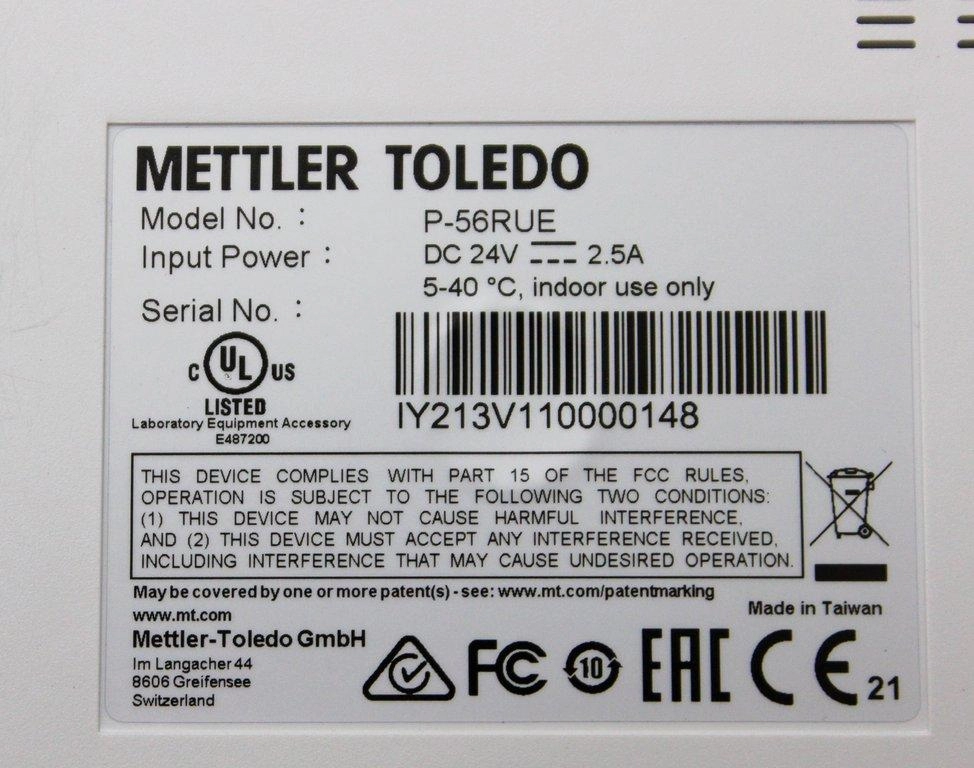 METTLER TOLEDO
Model No. : P-56RUE
Input Power : DC 24V 2.5A
5-40 °C, indoor use only
Serial No. :
IY213V110000148
C UL US
LISTED
Laboratory Equipment Accessory
E487200
THIS DEVICE COMPLIES WITH PART 15 OF THE FCC RULES,
OPERATION IS SUBJECT TO THE FOLLOWING TWO CONDITIONS:
(1) THIS DEVICE MAY NOT CAUSE HARMFUL INTERFERENCE,
AND (2) THIS DEVICE MUST ACCEPT ANY INTERFERENCE RECEIVED,
INCLUDING INTERFERENCE THAT MAY CAUSE UNDESIRED OPERATION.
May be covered by one or more patent(s) - see: www.mt.com/patentmarking
www.mt.com
Made in Taiwan
Mettler-Toledo GmbH
Im Langacher 44
8606 Greifensee
Switzerland
FC 10 EAC CE 21